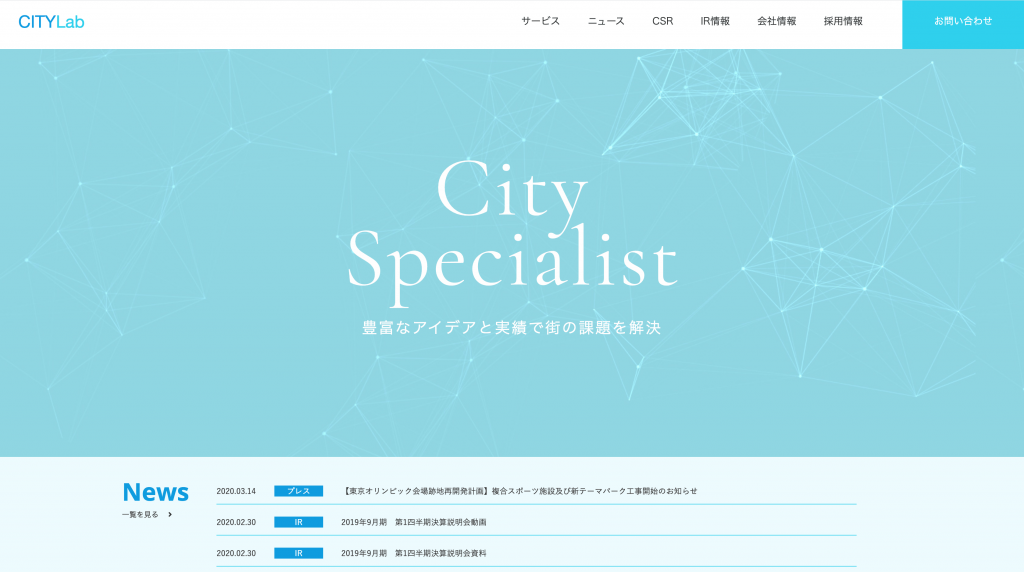 CITYLab
サービス ニュース CSR IR情報 会社情報 採用情報 お問い合わせ
City
Specialist
豊富なアイデアと実績で街の課題を解決
News
一覧を見る
2020.03.14 プレス 【東京オリンピック会場跡地再開発計画】複合スポーツ施設及び新テーマパーク工事開始のお知らせ
2020.02.30 IR 2019年9月期 第1四半期決算説明会動画
2020.02.30 IR 2019年9月期 第1四半期決算説明会資料